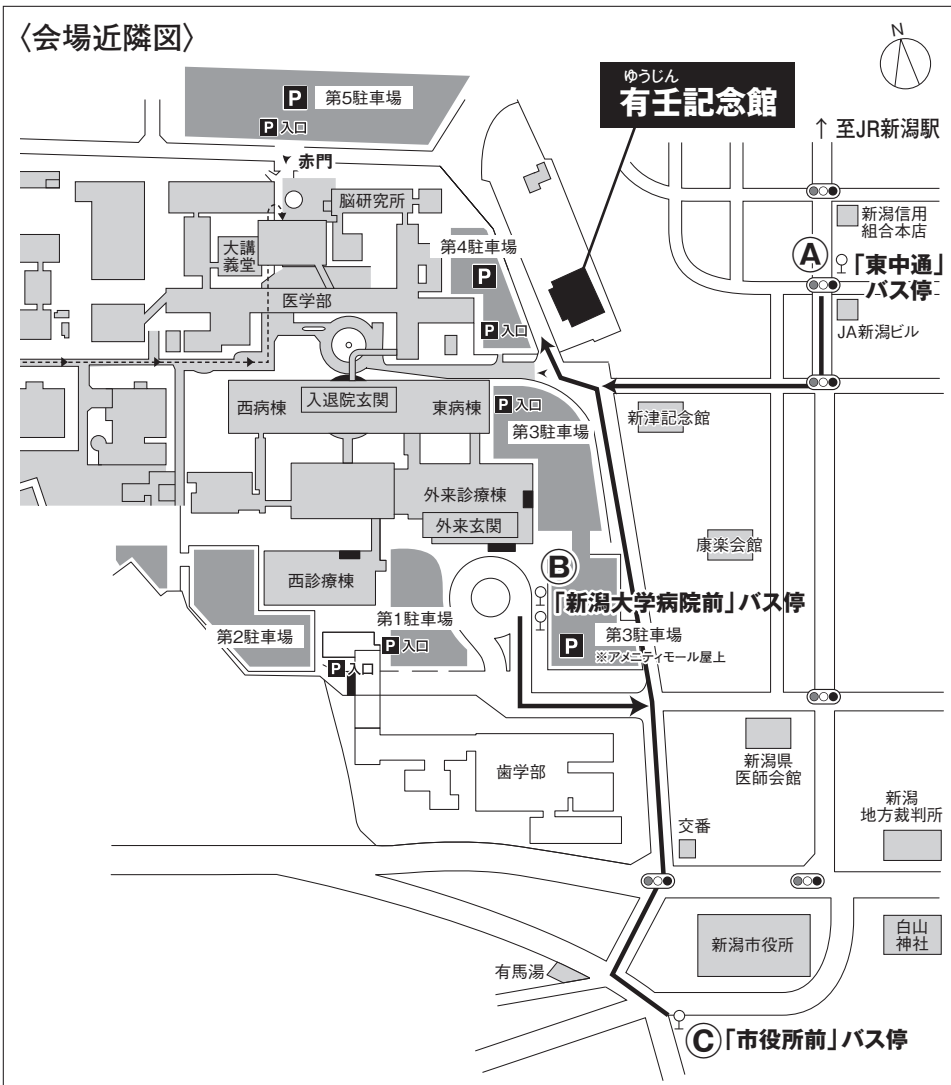 〈会場近隣図〉
N
P 第5駐車場
P 入口
ゆうじん
有壬記念館
↑ 至JR新潟駅
赤門
脳研究所
新潟信用
組合本店
大講
義堂
第4駐車場
P
A
「東中通」
バス停
医学部
P 入口
JA新潟ビル
西病棟
入退院玄関
東病棟
P 入口
第3駐車場
新津記念館
外来診療棟
外来玄関
康楽会館
西診療棟
B
「新潟大学病院前」バス停
第1駐車場
第2駐車場
P 入口
P 入口
P
第3駐車場
※アメニティモール屋上
新潟県
医師会館
歯学部
新潟
地方裁判所
交番
新潟市役所
白山
神社
有馬湯
C 「市役所前」バス停